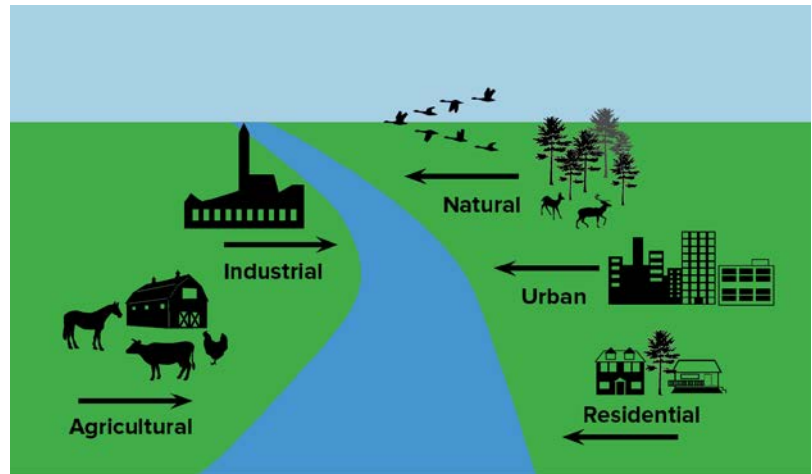 Natural
Industrial
Urban
Agricultural
Residential